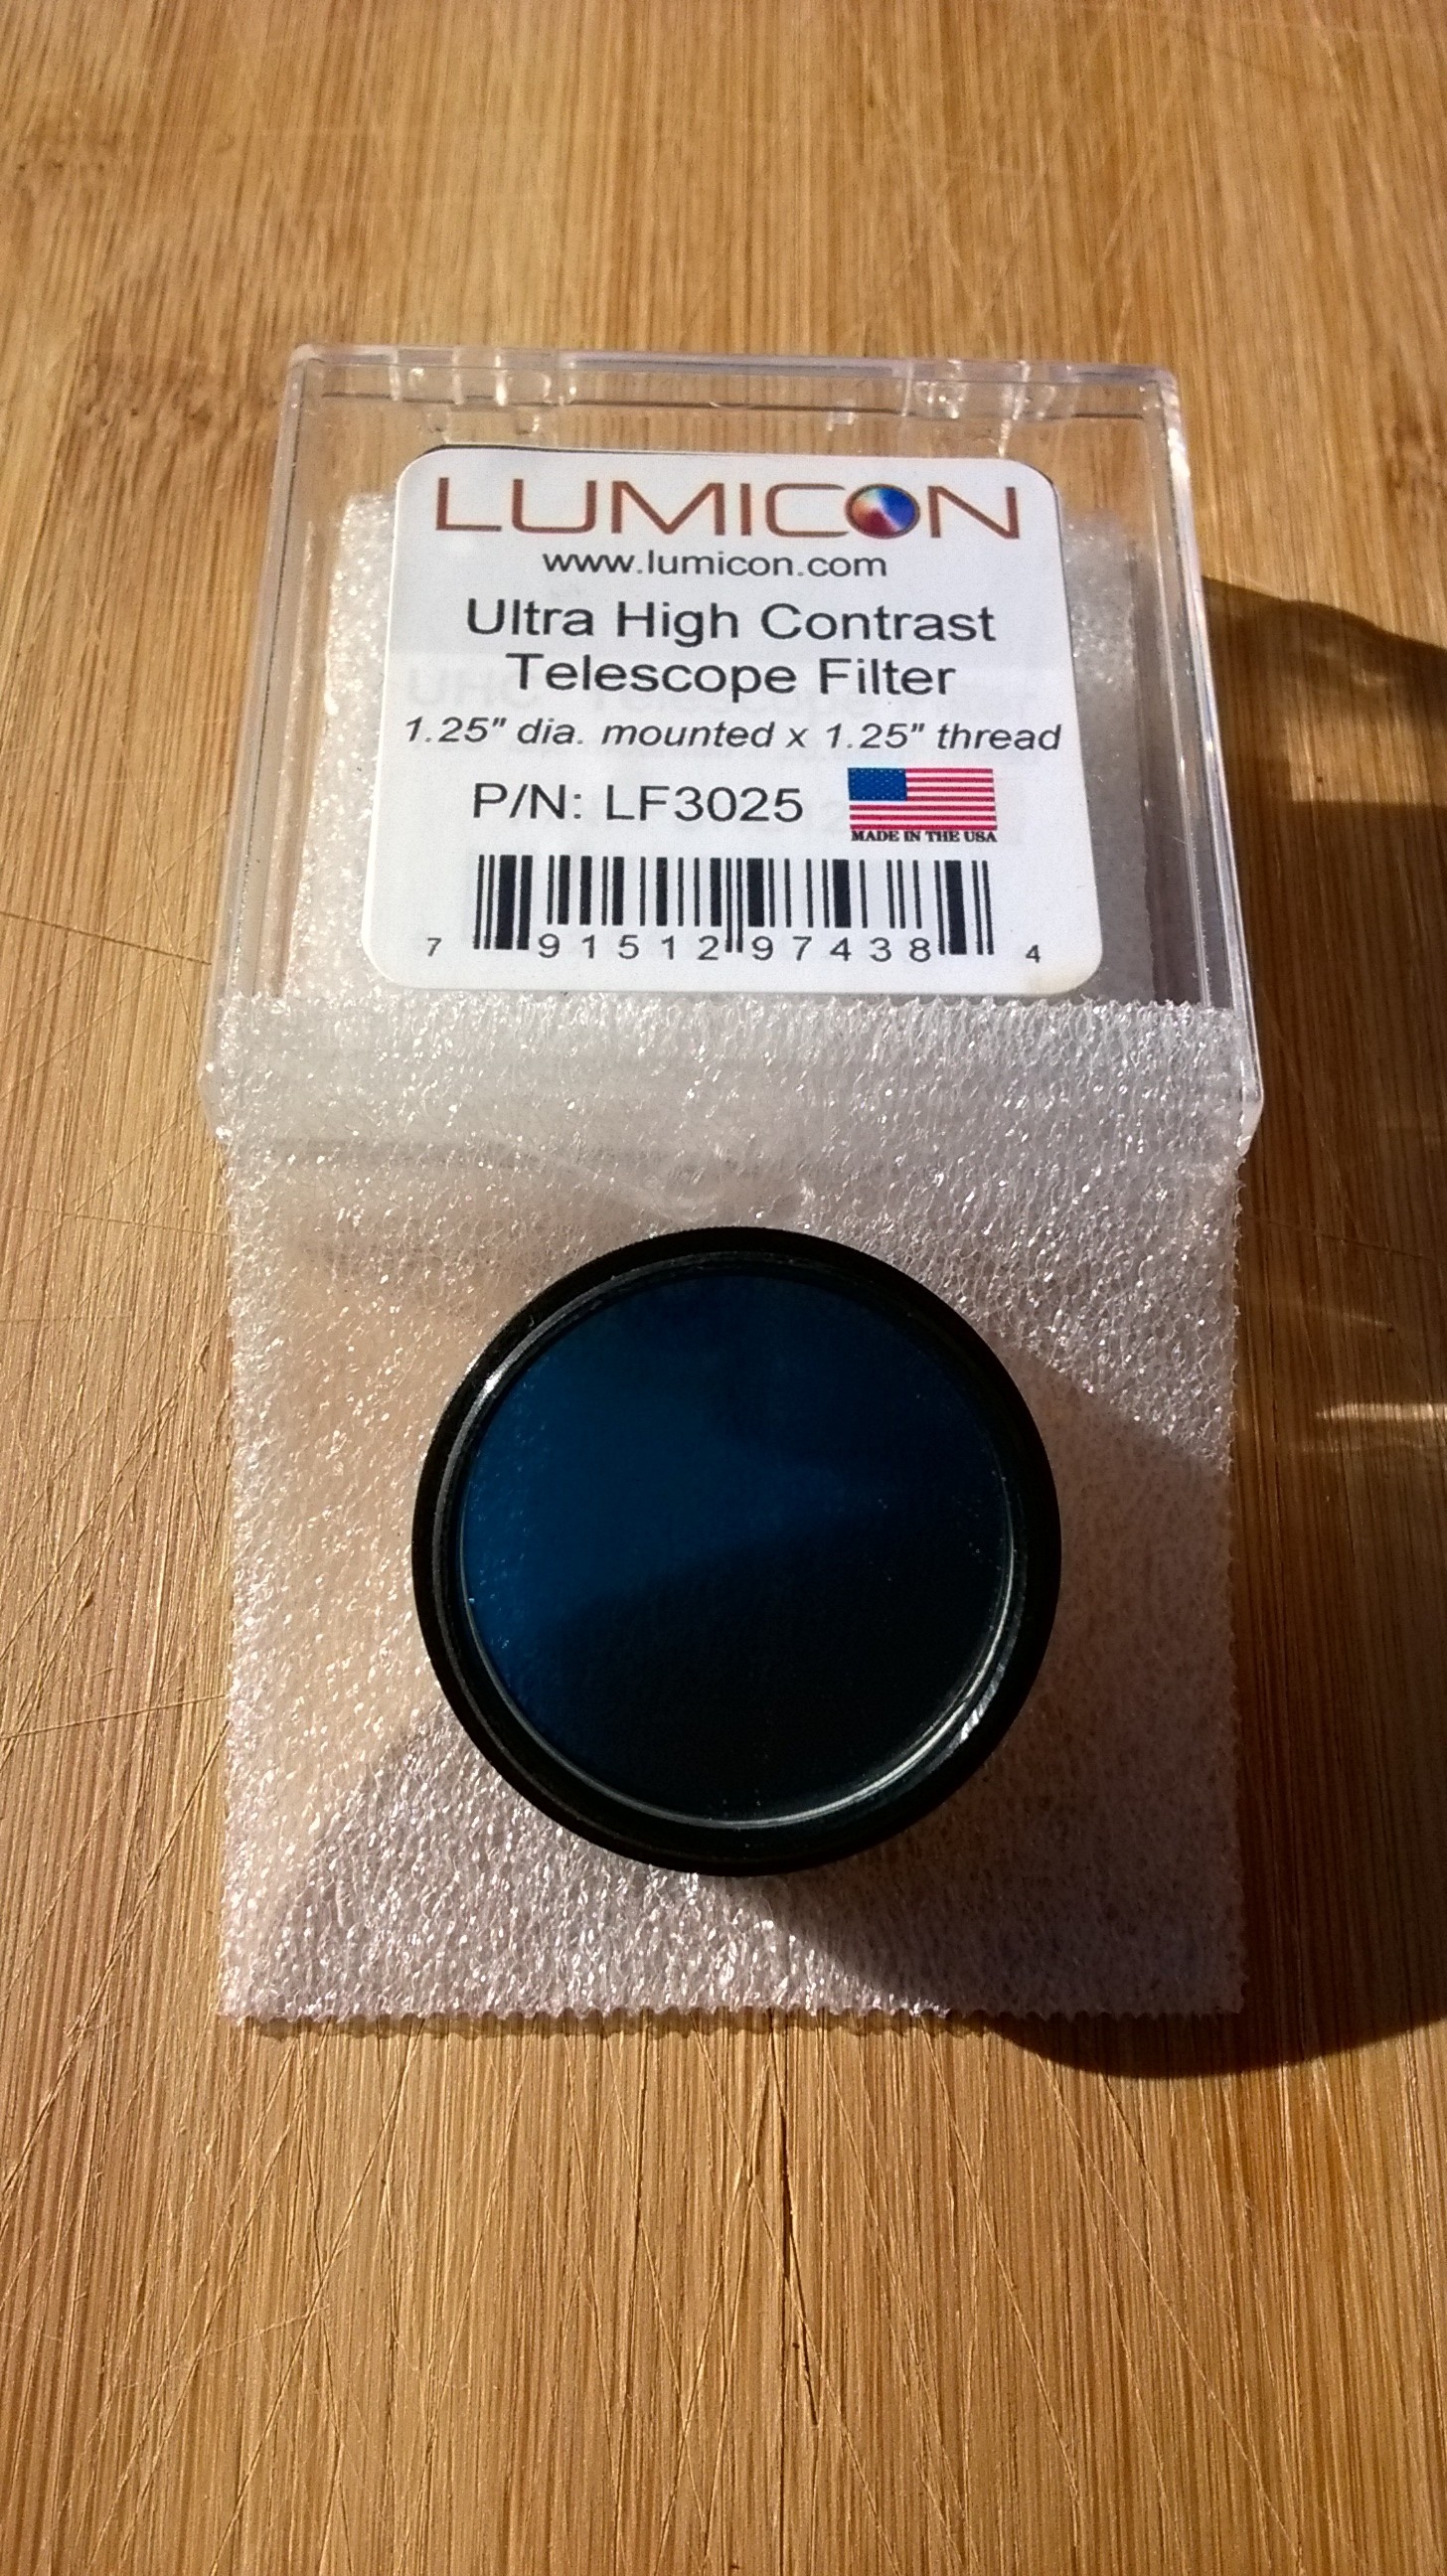 LUMICON
www.lumicon.com
Ultra High Contrast
Telescope Filter
1.25" dia. mounted x 1.25" thread
P/N: LF3025
MADE IN THE USA
7 91512 97438 4